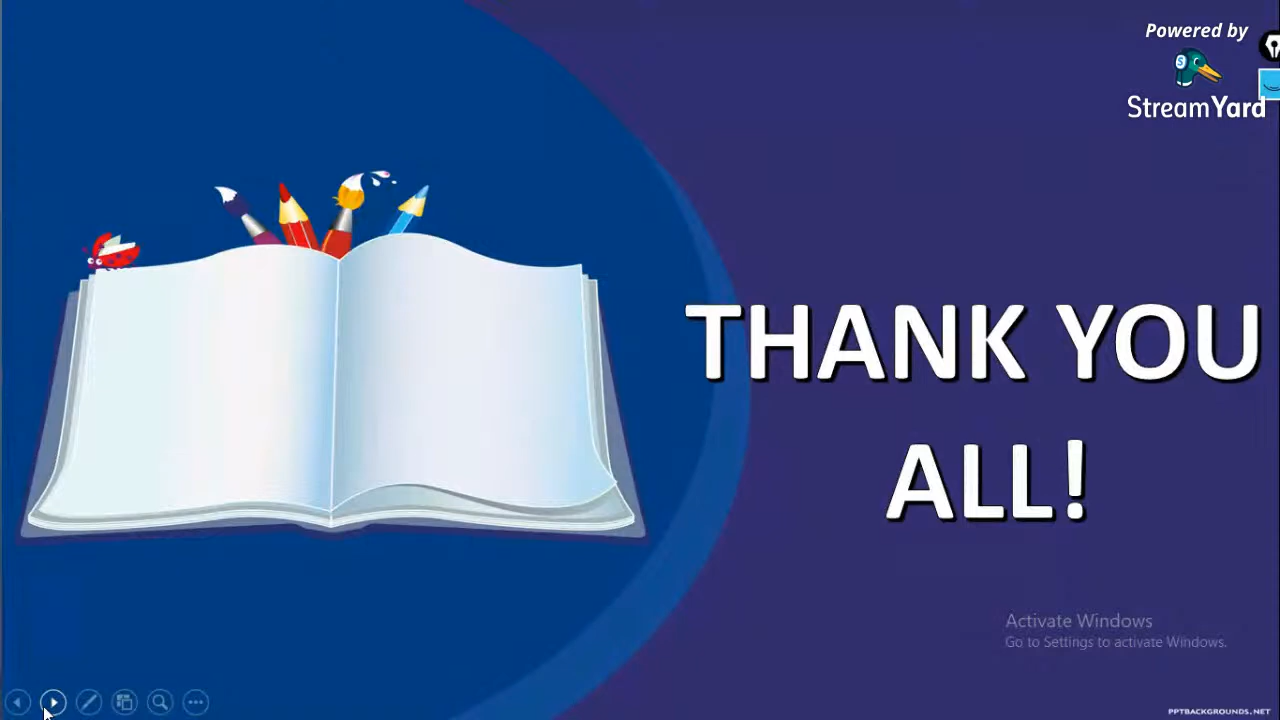 Powered by
S
StreamYard
THANK YOU
ALL!
Activate Windows
Go to Settings to activate Windows.
PPTBACKGROUNDS.NET